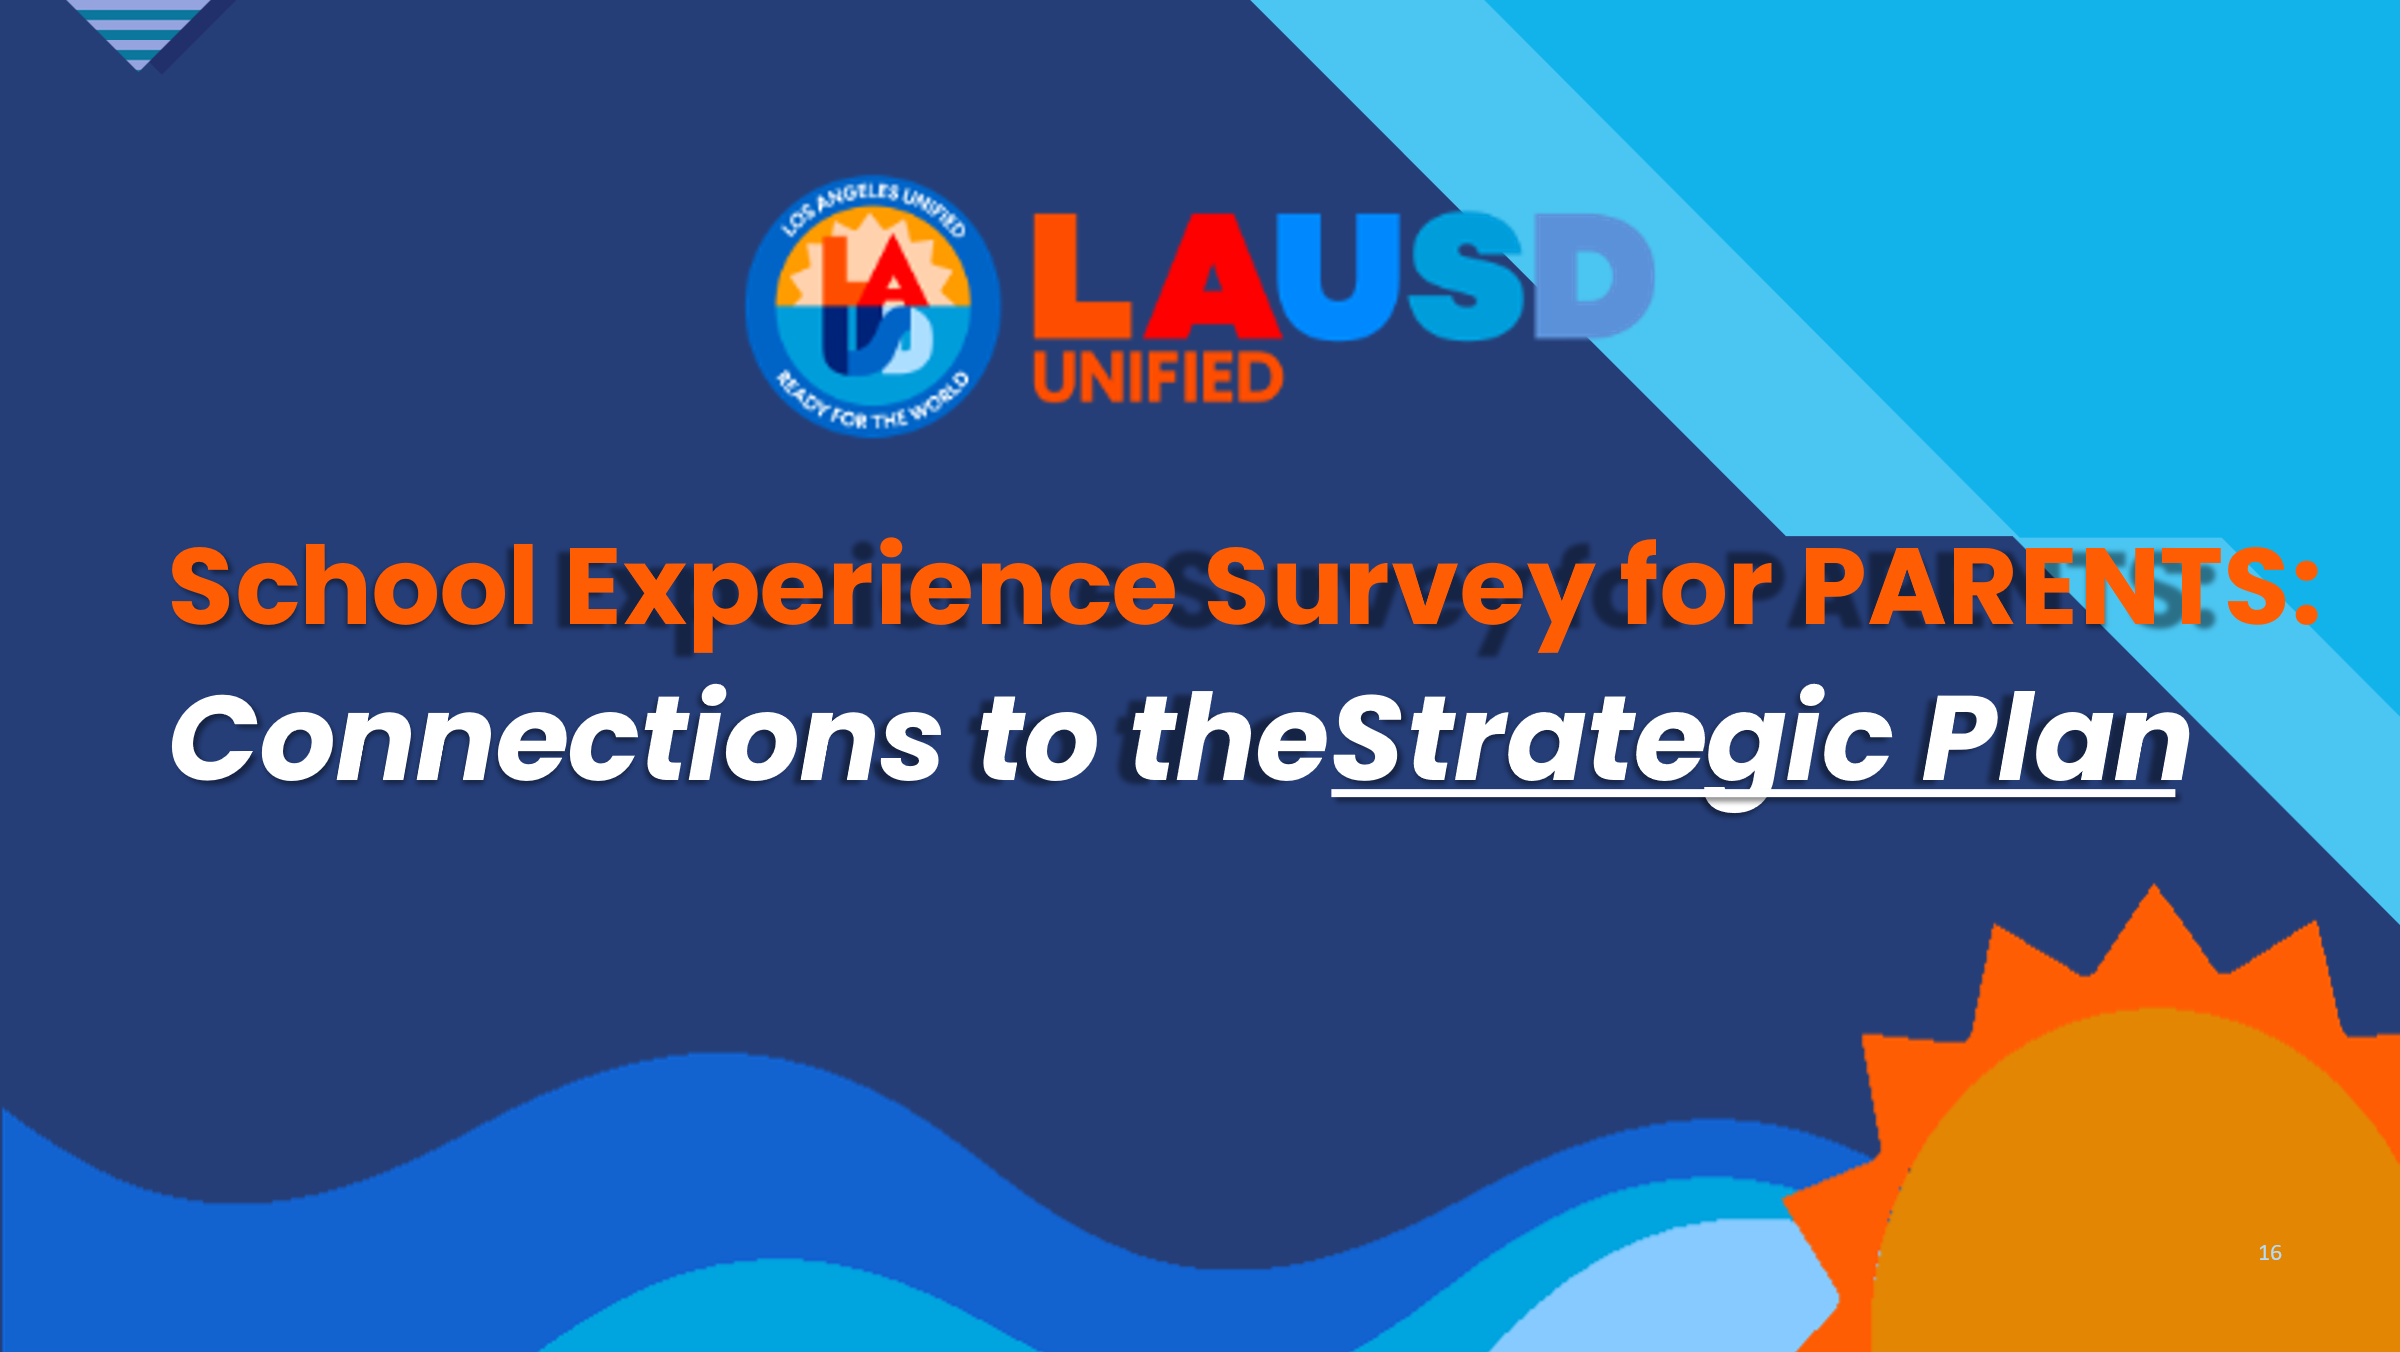 LOS ANGELES UNIFIED
LAUSD
READY FOR THE WORLD
LAUSD
UNIFIED
School Experience Survey for PARENTS:
Connections to theStrategic Plan
16